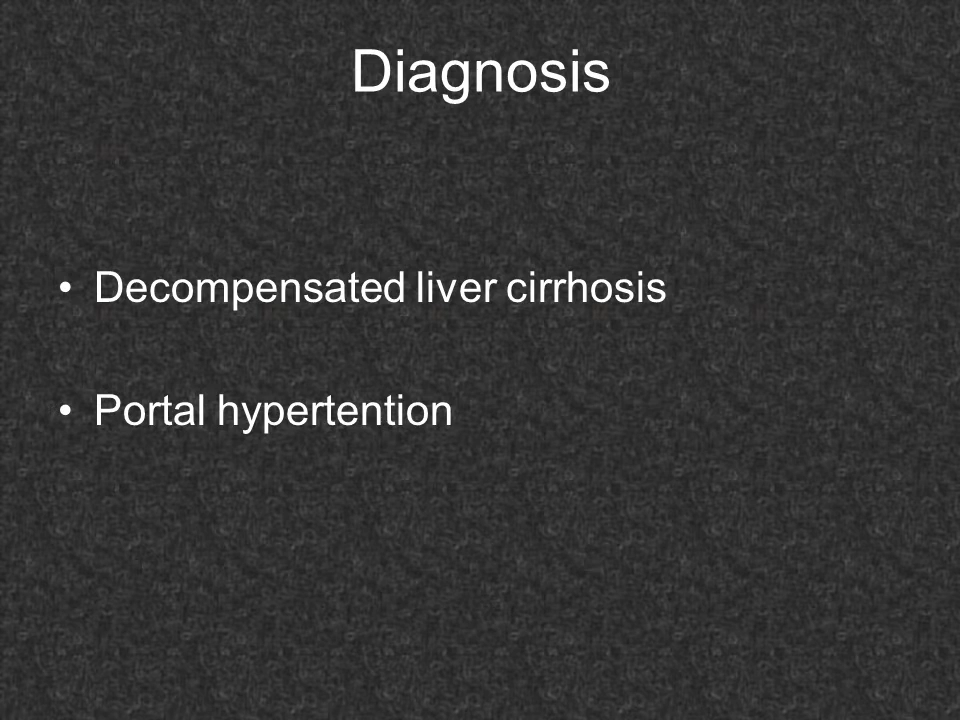 Diagnosis
• Decompensated liver cirrhosis
• Portal hypertention